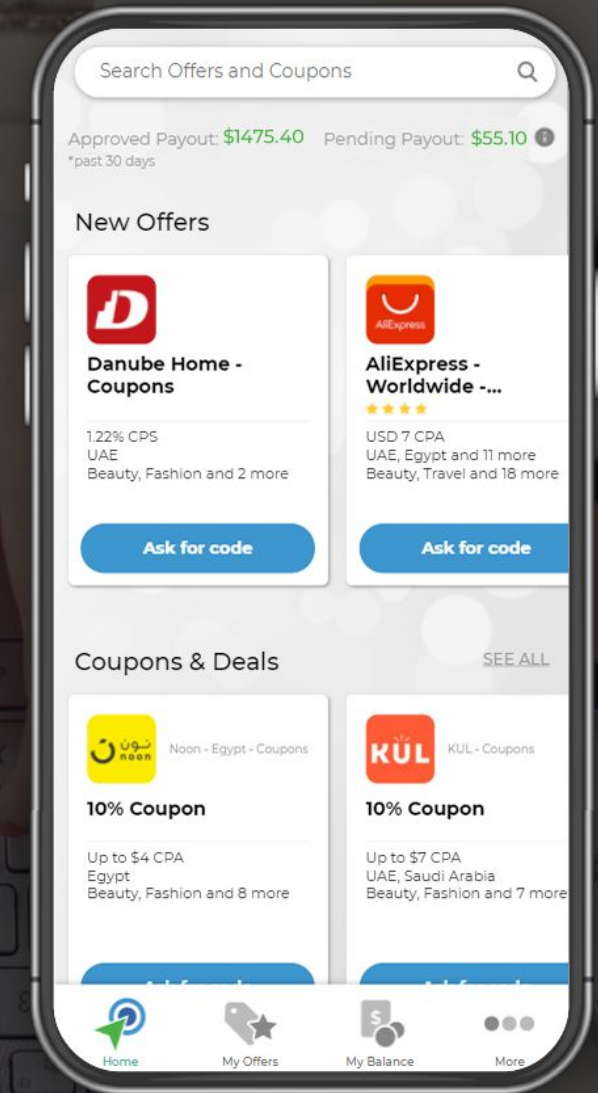 Search Offers and Coupons
Approved Payout: $1475.40 Pending Payout: $55.10
*past 30 days
New Offers
D
Danube Home -
Coupons
1.22% CPS
UAE
Beauty, Fashion and 2 more
Ask for code
AliExpress
AliExpress -
Worldwide -...
USD 7 CPA
UAE, Egypt and 11 more
Beauty, Travel and 18 more
Ask for code
Coupons & Deals
SEE ALL
نون
noon
Noon - Egypt - Coupons
10% Coupon
Up to $4 CPA
Egypt
Beauty, Fashion and 8 more
KUL
KUL - Coupons
10% Coupon
Up to $7 CPA
UAE, Saudi Arabia
Beauty, Fashion and 7 more
Home
My Offers
My Balance
More